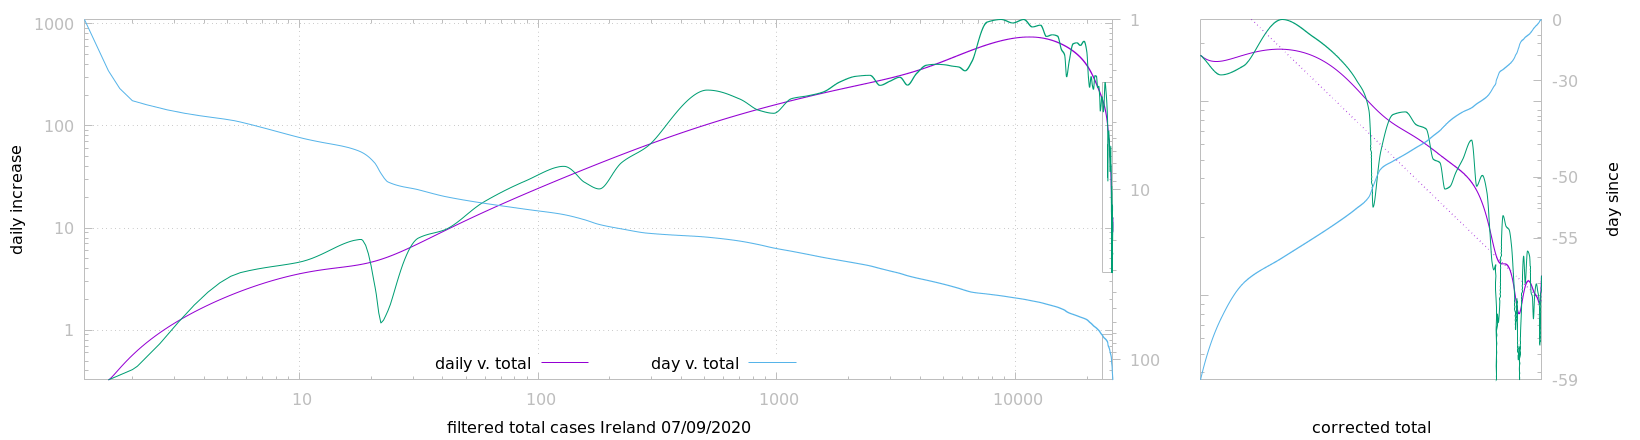 1000
100
10
1
daily increase
10
100
1000
10000
filtered total cases Ireland 07/09/2020
daily v. total
day v. total
1
10
100
0
-30
-50
-55
-59
day since
corrected total